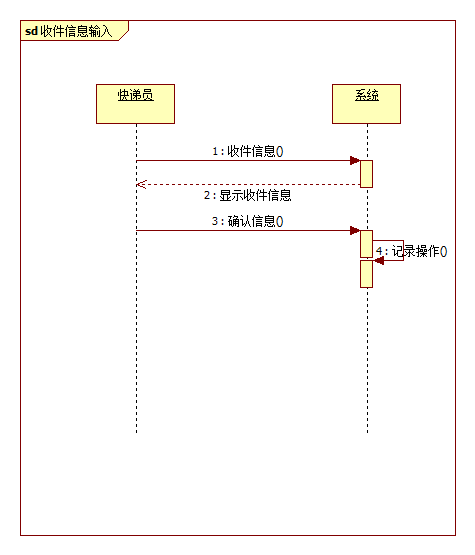 sd 收件信息输入
快递员
系统
1 : 收件信息()
2 : 显示收件信息
3 : 确认信息()
4 : 记录操作()